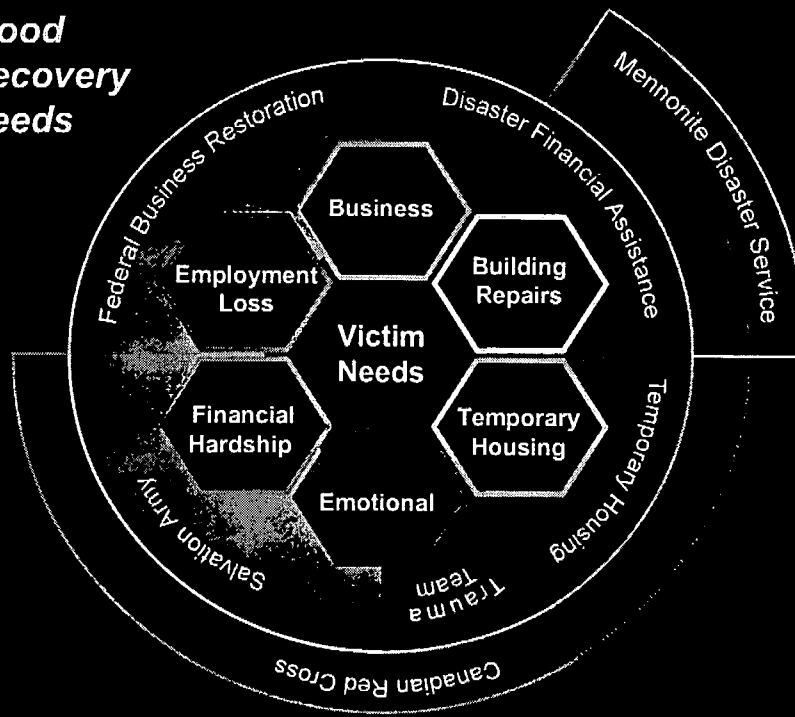 ood
ecovery
eeds
Federal Business Restoration
Disaster Financial Assistance
Mennonite Disaster Service
Business
Employment
Loss
Building
Repairs
Victim
Needs
Financial
Hardship
Temporary
Housing
Emotional
Temporary Housing
Trauma
Team
Salvation Army
Canadian Red Cross